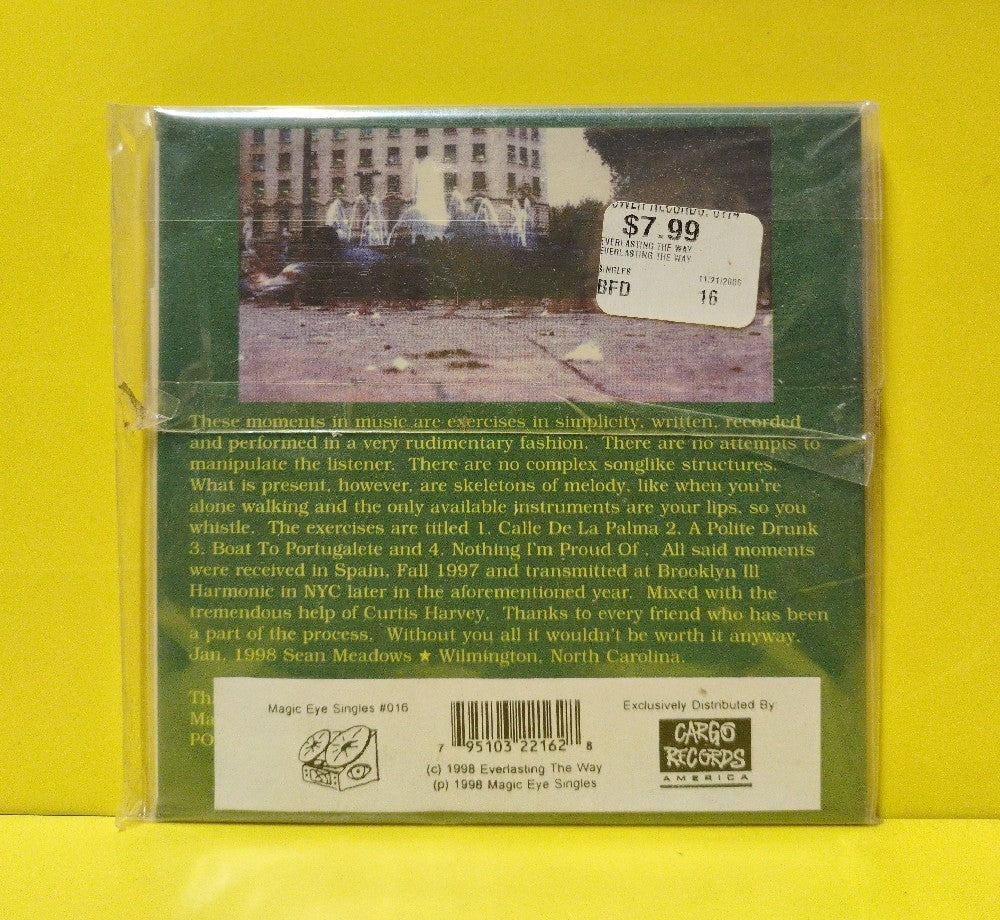 $7.99
EVERLASTING THE WAY
EVERLASTING THE WAY
SINGLES 11/21/2006
BFD 16
These moments in music are exercises in simplicity, written, recorded
and performed in a very rudimentary fashion. There are no attempts to
manipulate the listener. There are no complex songlike structures.
What is present, however, are skeletons of melody, like when you're
alone walking and the only available instruments are your lips, so you
whistle. The exercises are titled 1. Calle De La Palma 2. A Polite Drunk
3. Boat To Portugalete and 4. Nothing I'm Proud Of . All said moments
were received in Spain, Fall 1997 and transmitted at Brooklyn Ill
Harmonic in NYC later in the aforementioned year. Mixed with the
tremendous help of Curtis Harvey. Thanks to every friend who has been
a part of the process. Without you all it wouldn't be worth it anyway.
Jan. 1998 Sean Meadows ★ Wilmington, North Carolina.
PO
Magic Eye Singles #016
7 95103 22162 8
(c) 1998 Everlasting The Way
(p) 1998 Magic Eye Singles
Exclusively Distributed By:
CARGO
RECORDS
AMERICA